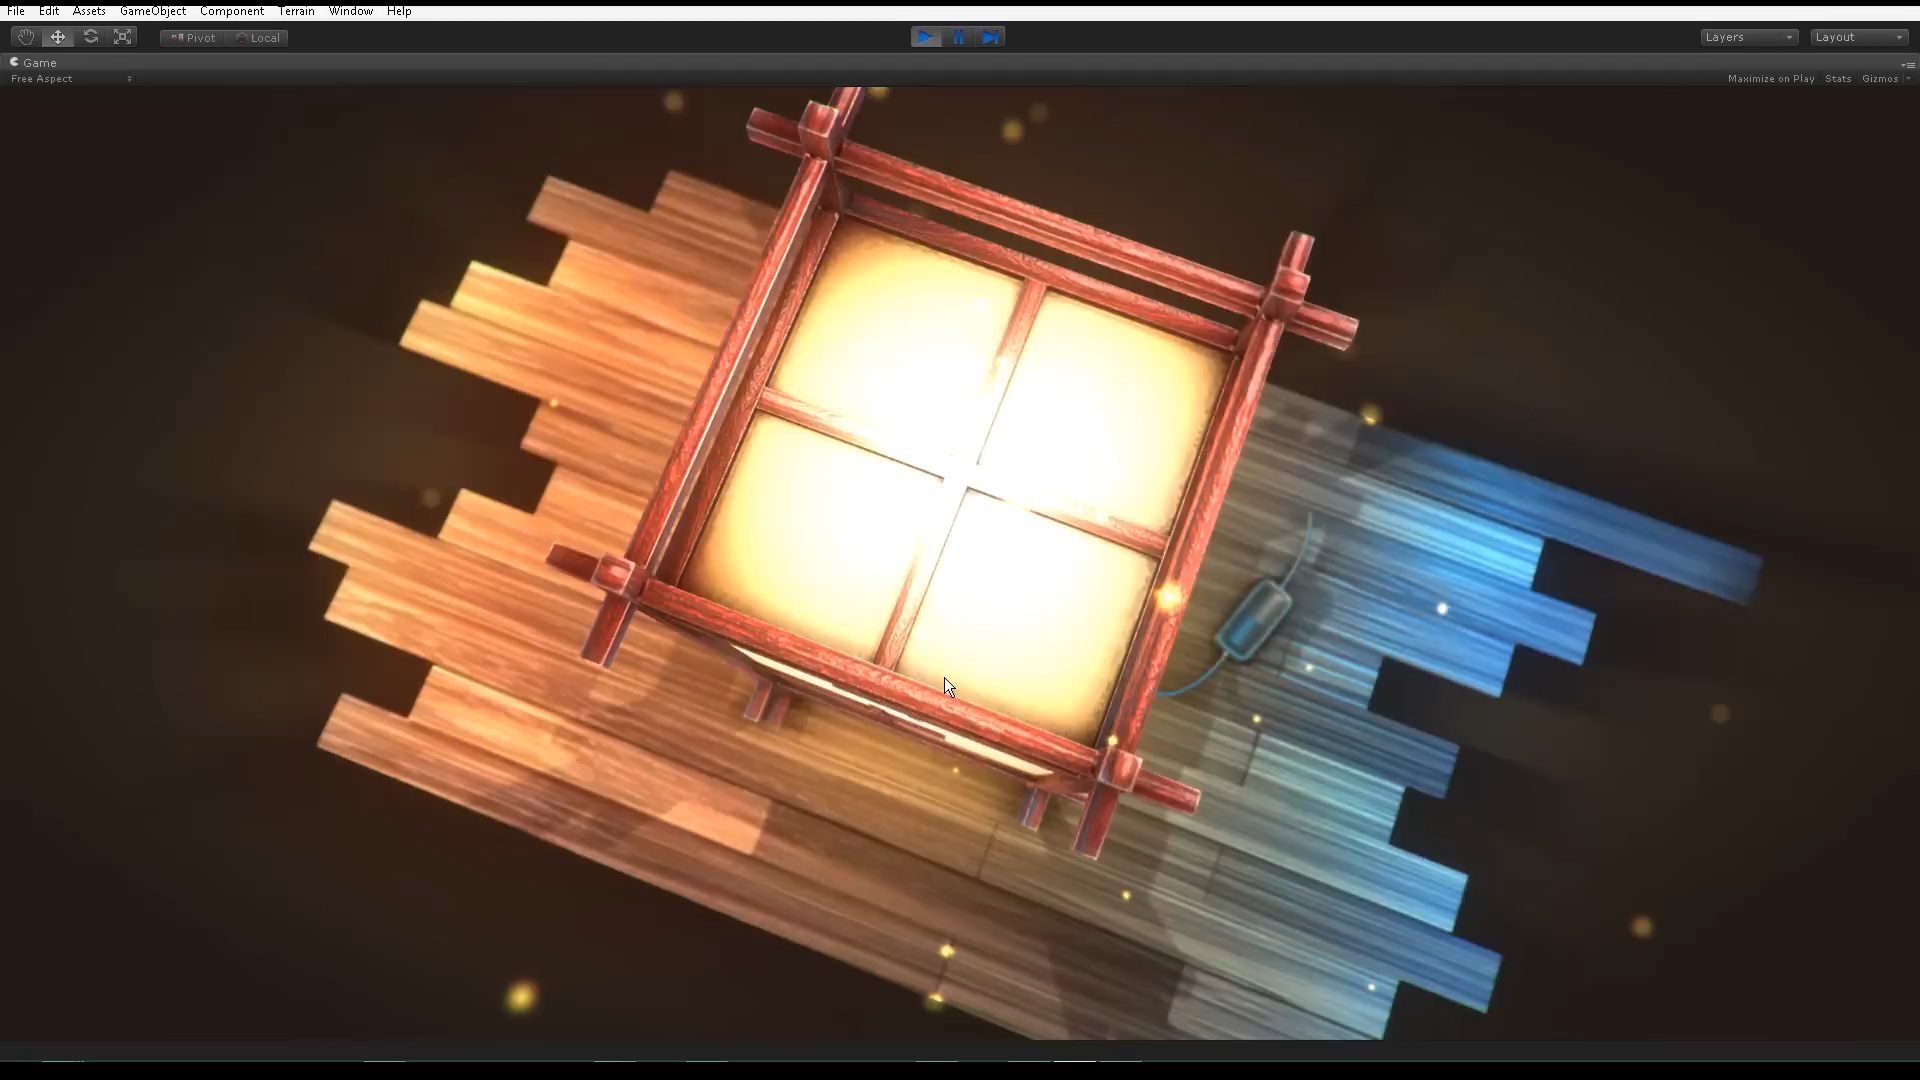 File Edit Assets GameObject Component Terrain Window Help
Pivot Local Layers Layout
Game
Free Aspect Maximize on Play Stats Gizmos